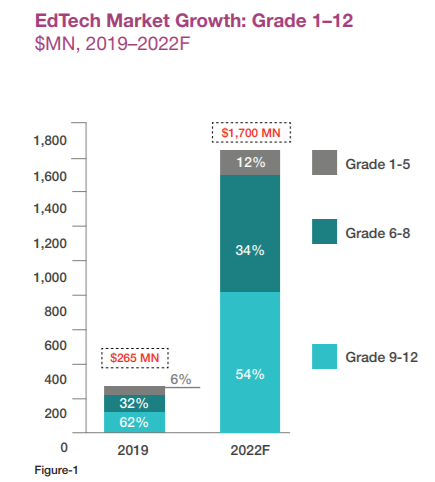 EdTech Market Growth: Grade 1–12
$MN, 2019–2022F
$1,700 MN
1,800
12%
Grade 1-5
1,600
1,400
Grade 6-8
1,200
34%
1,000
800
600
$265 MN
Grade 9-12
400
6%
54%
32%
200
62%
0
2019
2022F
Figure-1